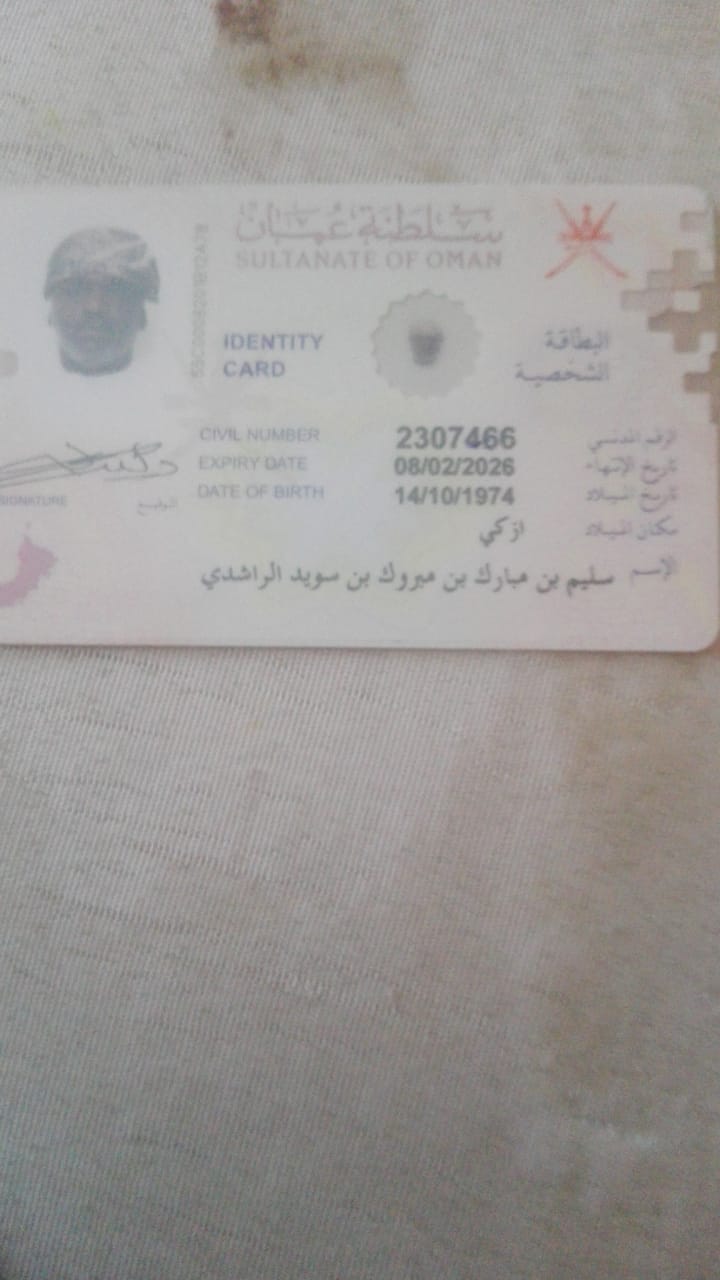 سلطنة عمان
SULTANATE OF OMAN
IDENTITY CARD
البطاقة الشخصية
CIVIL NUMBER 2307466 الرقم المدني
EXPIRY DATE 08/02/2026 تاريخ الإنتهاء
DATE OF BIRTH 14/10/1974 تاريخ الميلاد
مكان الميلاد ازكي
الإسم سليم بن مبارك بن مبروك بن سويد الراشدي
SIGNATURE التوقيع